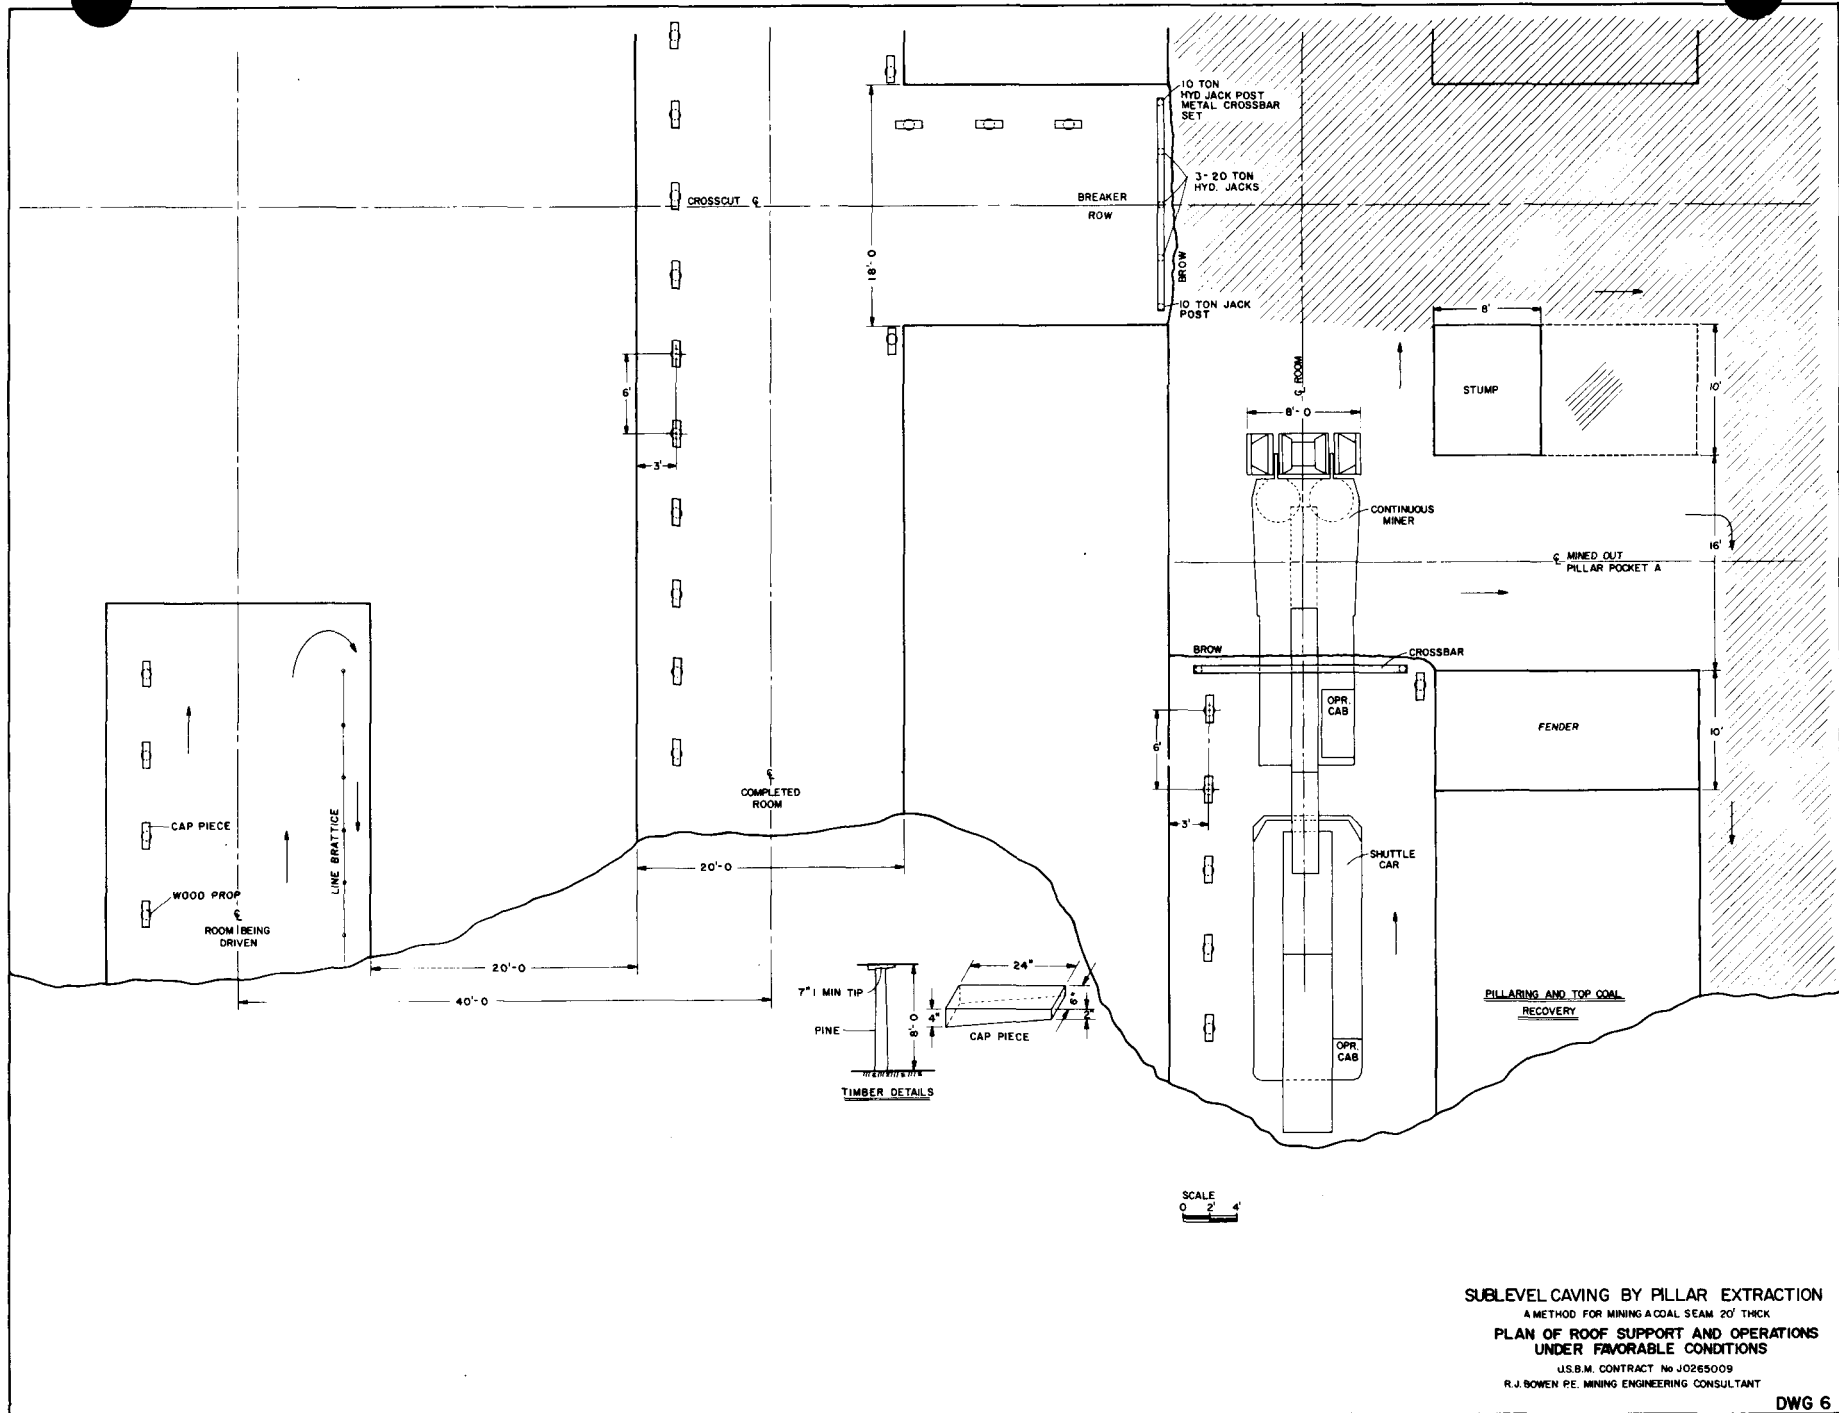 10 TON
HYD JACK POST
METAL CROSSBAR
SET
3-20 TON
HYD. JACKS
CROSSCUT ℄
BREAKER
ROW
18'-0
BROW
10 TON JACK
POST
8'
6'
℄ ROOM
STUMP
10'
8'-0
3'
CONTINUOUS
MINER
16'
℄ MINED OUT
PILLAR POCKET A
BROW
CROSSBAR
OPR.
CAB
FENDER
10'
6'
℄
COMPLETED
ROOM
CAP PIECE
LINE BRATTICE
3'
SHUTTLE
CAR
20'-0
WOOD PROP
℄
ROOM BEING
DRIVEN
20'-0
40'-0
7" MIN TIP
PINE
8'-0
24"
4"
6"
2"
CAP PIECE
TIMBER DETAILS
PILLARING AND TOP COAL
RECOVERY
OPR.
CAB
SCALE
0 2' 4'
SUBLEVEL CAVING BY PILLAR EXTRACTION
A METHOD FOR MINING A COAL SEAM 20' THICK
PLAN OF ROOF SUPPORT AND OPERATIONS
UNDER FAVORABLE CONDITIONS
U.S.B.M. CONTRACT No J0265009
R.J. BOWEN P.E. MINING ENGINEERING CONSULTANT
DWG 6